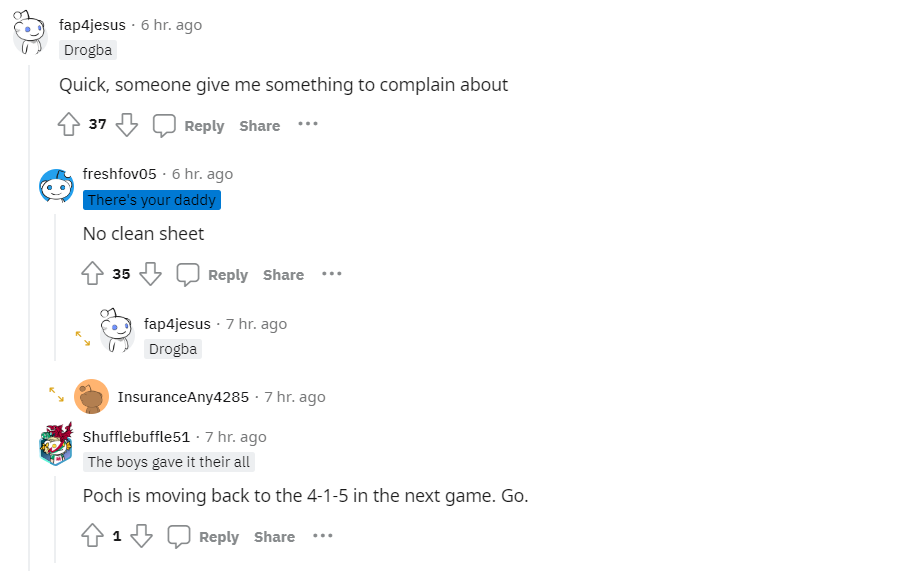 fap4jesus · 6 hr. ago
Drogba
Quick, someone give me something to complain about
37 Reply Share ···
freshfov05 · 6 hr. ago
There's your daddy
No clean sheet
35 Reply Share ···
fap4jesus · 7 hr. ago
Drogba
InsuranceAny4285 · 7 hr. ago
Shufflebuffle51 · 7 hr. ago
The boys gave it their all
Poch is moving back to the 4-1-5 in the next game. Go.
1 Reply Share ···